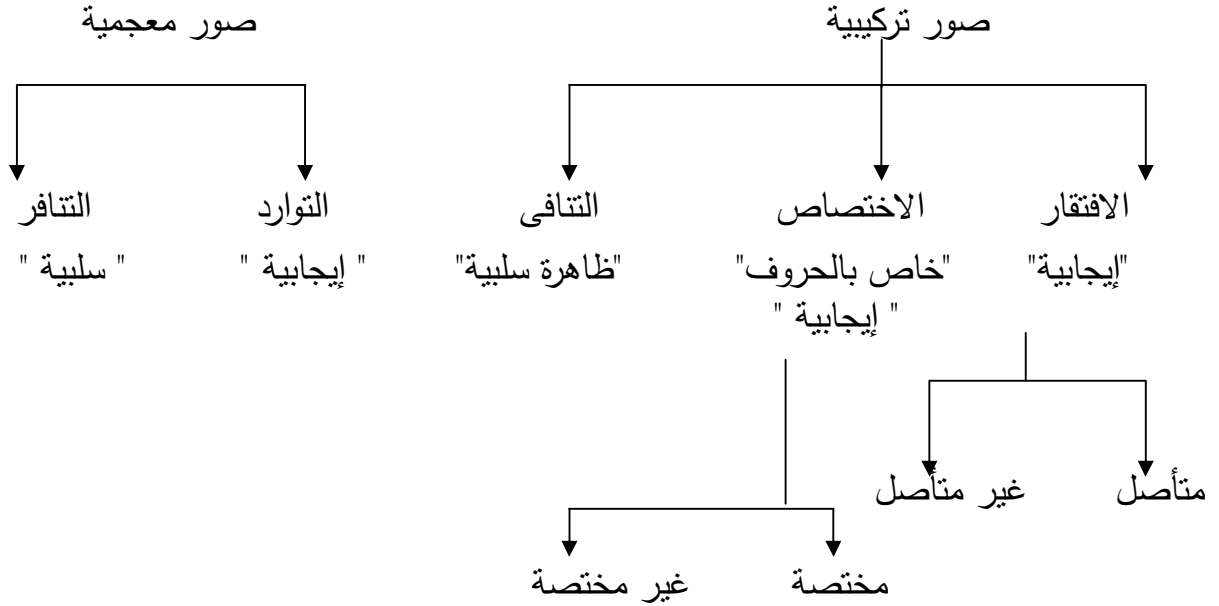 صور تركيبية صور معجمية
الافتقار الاختصاص التنافى التوارد التنافر
"إيجابية" "خاص بالحروف" "ظاهرة سلبية" " إيجابية " " سلبية "
" إيجابية "
متأصل غير متأصل
مختصة غير مختصة